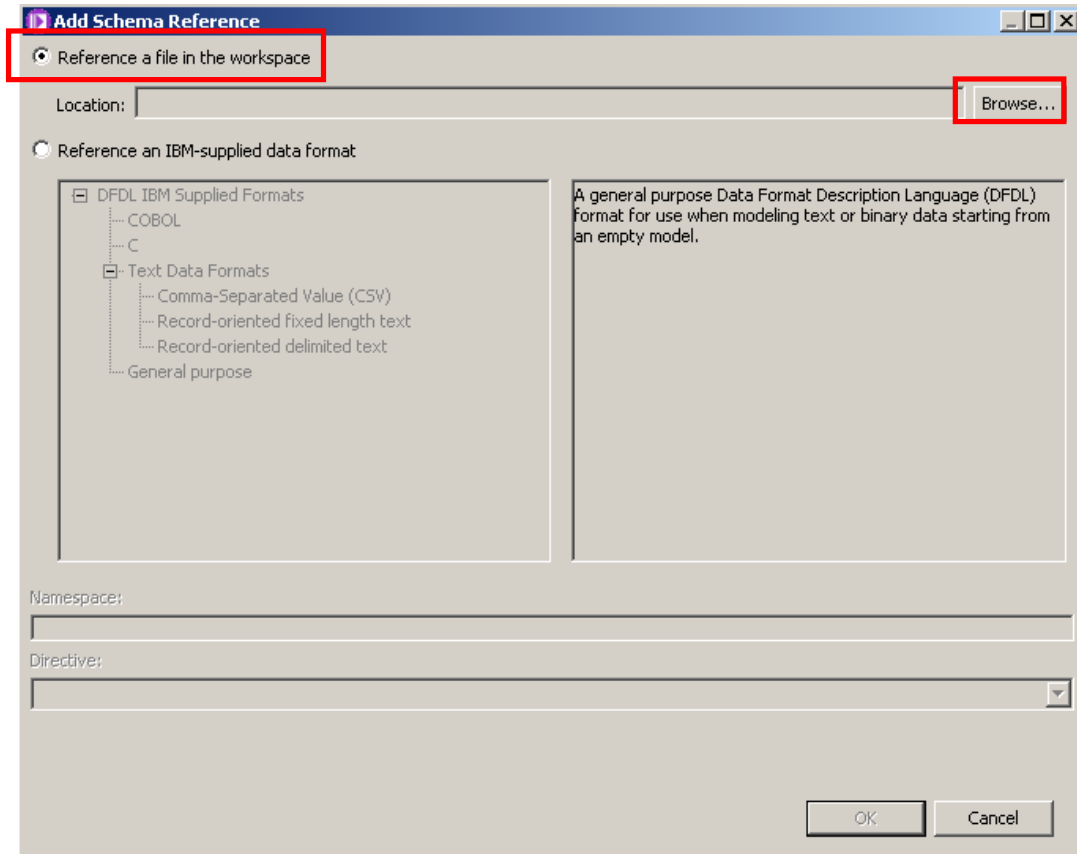 Add Schema Reference
Reference a file in the workspace
Location:
Browse...
Reference an IBM-supplied data format
DFDL IBM Supplied Formats
COBOL
C
Text Data Formats
Comma-Separated Value (CSV)
Record-oriented fixed length text
Record-oriented delimited text
General purpose
A general purpose Data Format Description Language (DFDL)
format for use when modeling text or binary data starting from
an empty model.
Namespace:
Directive:
OK
Cancel